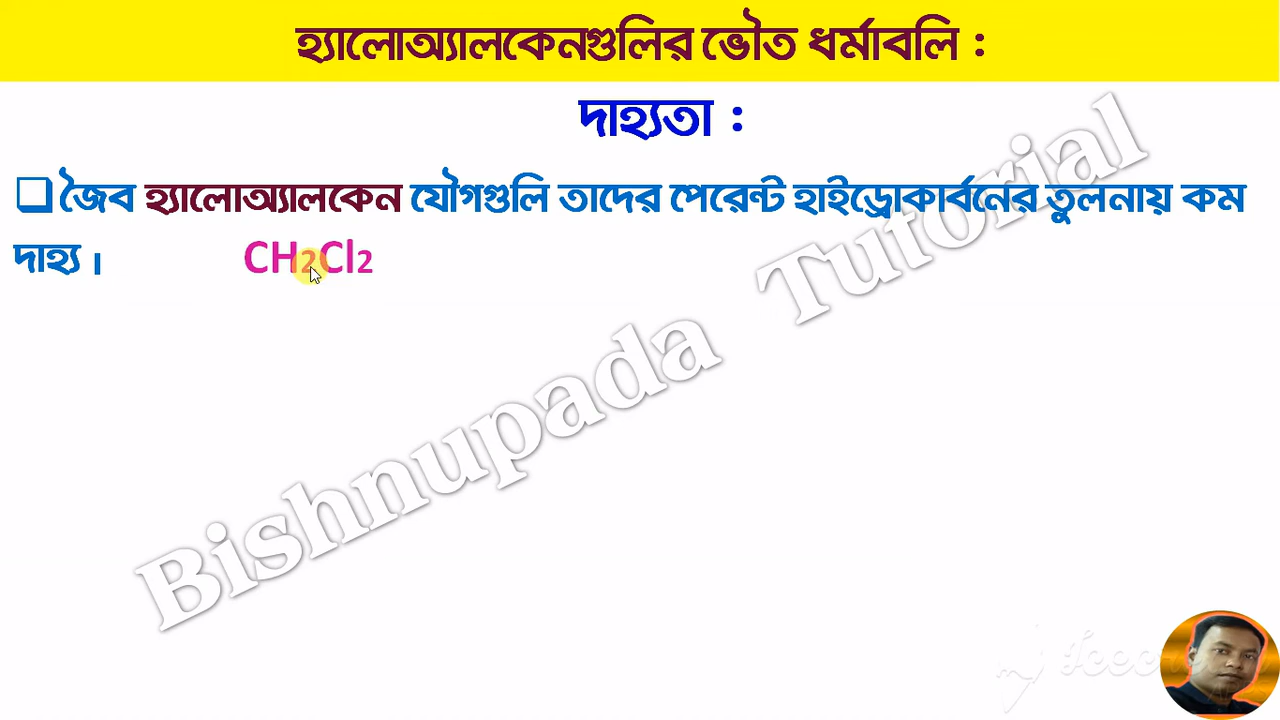 হ্যালোঅ্যালকেনগুলির ভৌত ধর্মাবলি :
দাহ্যতা :
❑ জৈব হ্যালোঅ্যালকেন যৌগগুলি তাদের পেরেন্ট হাইড্রোকার্বনের তুলনায় কম
দাহ্য । CH₂Cl₂
Bishnupada Tutorial